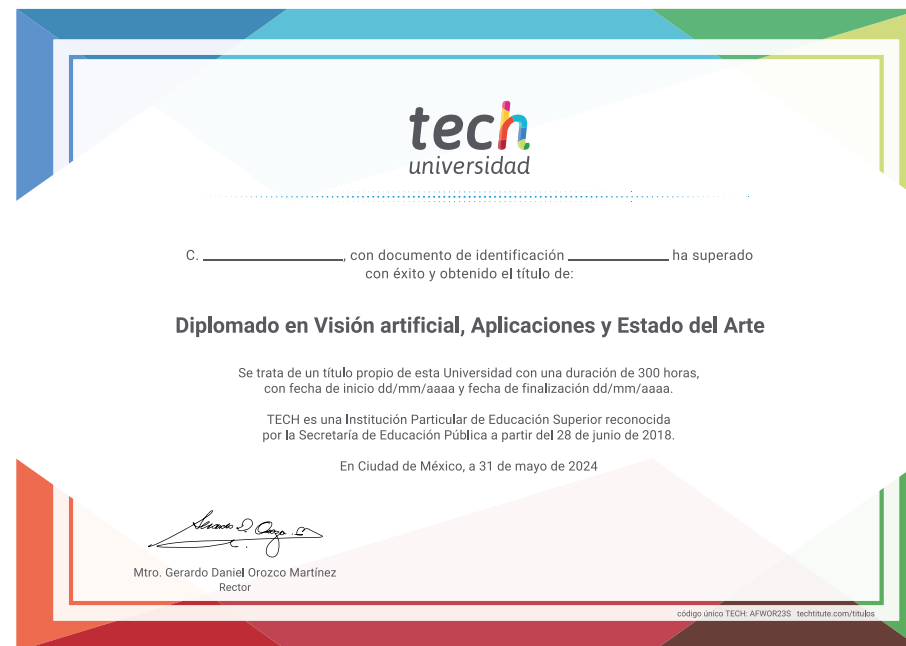 tech
universidad
C. ____________, con documento de identificación ____________ ha superado
con éxito y obtenido el título de:
Diplomado en Visión artificial, Aplicaciones y Estado del Arte
Se trata de un título propio de esta Universidad con una duración de 300 horas,
con fecha de inicio dd/mm/aaaa y fecha de finalización dd/mm/aaaa.
TECH es una Institución Particular de Educación Superior reconocida
por la Secretaría de Educación Pública a partir del 28 de junio de 2018.
En Ciudad de México, a 31 de mayo de 2024
Mtro. Gerardo Daniel Orozco Martínez
Rector
código único TECH: AFWOR23S techtitute.com/titulos